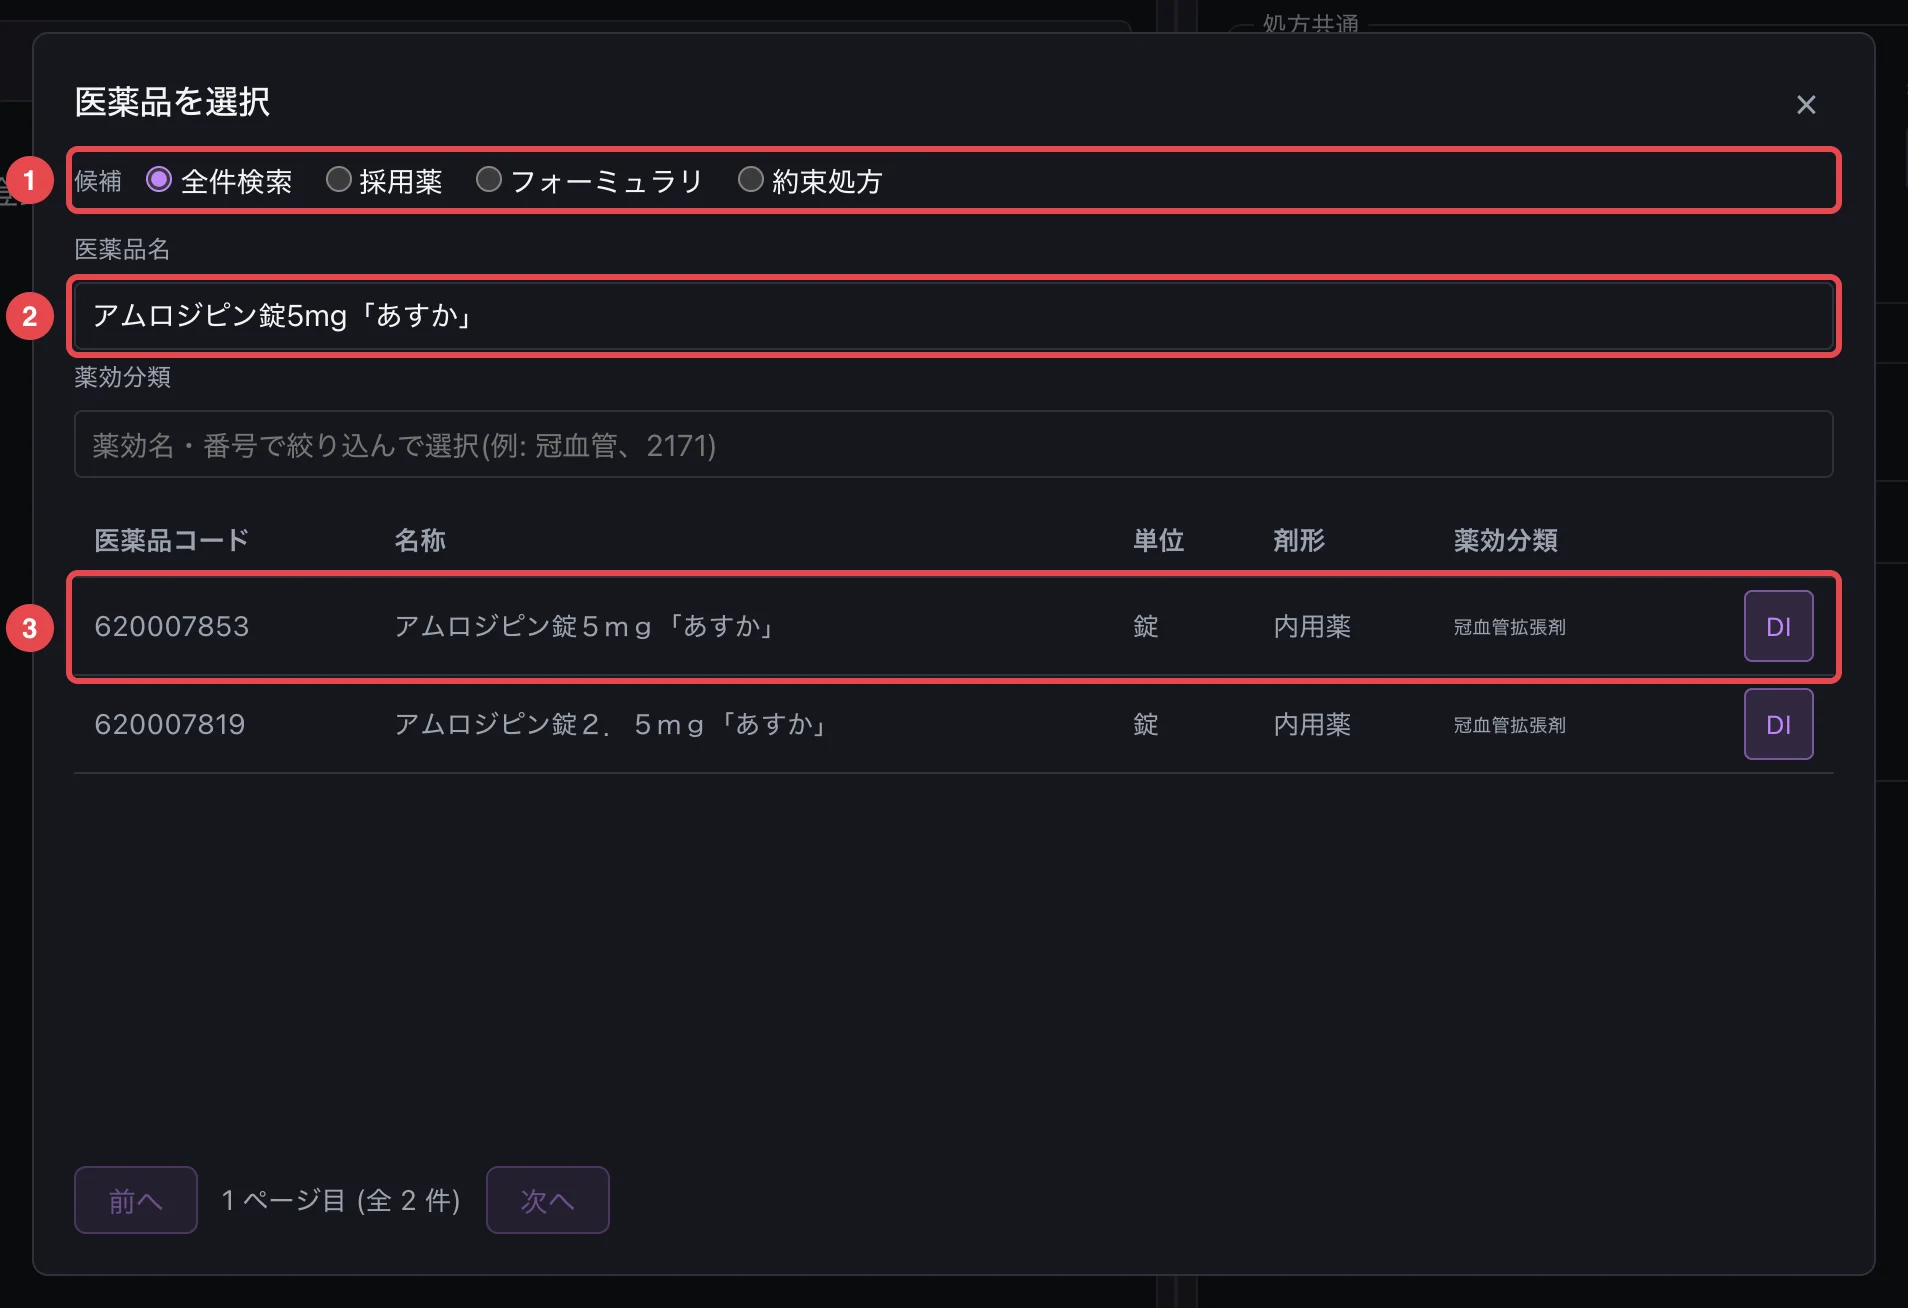 処方共通
医薬品を選択
×
1 候補 全件検索 採用薬 フォーミュラリ 約束処方
医薬品名
2 アムロジピン錠5mg「あすか」
薬効分類
薬効名・番号で絞り込んで選択(例: 冠血管、2171)
医薬品コード 名称 単位 剤形 薬効分類
3 620007853 アムロジピン錠５ｍｇ「あすか」 錠 内用薬 冠血管拡張剤 DI
620007819 アムロジピン錠２．５ｍｇ「あすか」 錠 内用薬 冠血管拡張剤 DI
前へ 1 ページ目 (全 2 件) 次へ